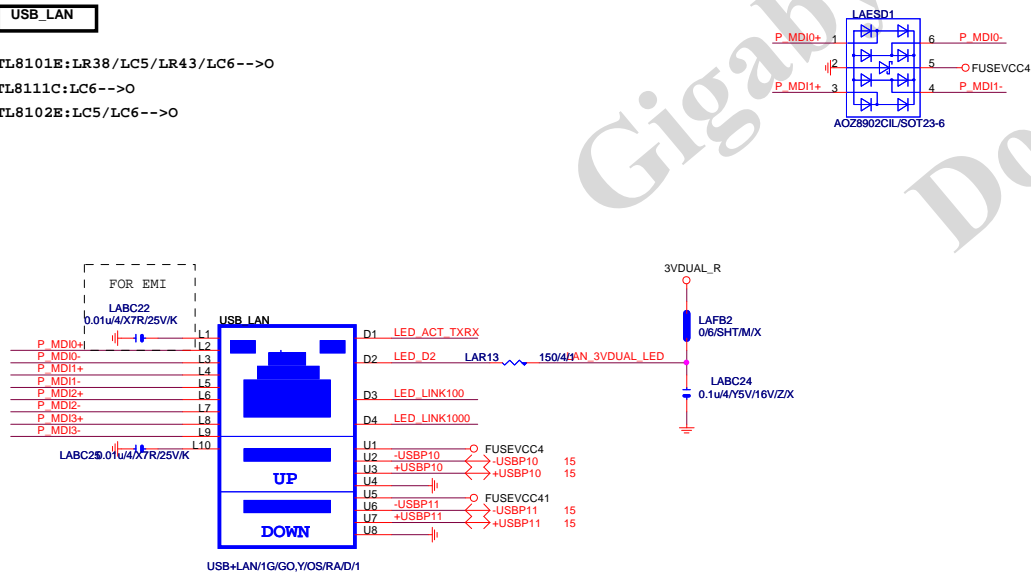 USB_LAN
TL8101E:LR38/LC5/LR43/LC6-->O
TL8111C:LC6-->O
TL8102E:LC5/LC6-->O
LAESD1
P_MDI0+ 1
6 P_MDI0-
2
5 FUSEVCC4
P_MDI1+ 3
4 P_MDI1-
AOZ8902CIL/SOT23-6
Gigaby
Do
FOR EMI
LABC22
0.01u/4/X7R/25V/K
USB_LAN
L1
P_MDI0+ L2
P_MDI0- L3
P_MDI1+ L4
P_MDI1- L5
P_MDI2+ L6
P_MDI2- L7
P_MDI3+ L8
P_MDI3- L9
L10
LABC25 0.01u/4/X7R/25V/K
UP
DOWN
USB+LAN/1G/GO,Y/OS/RA/D/1
D1 LED_ACT_TXRX
D2 LED_D2
LAR13 150/4/1
LAN_3VDUAL_LED
D3 LED_LINK100
D4 LED_LINK1000
U1 FUSEVCC4
U2 -USBP10 -USBP10 15
U3 +USBP10 +USBP10 15
U4
U5 FUSEVCC41
U6 -USBP11 -USBP11 15
U7 +USBP11 +USBP11 15
U8
3VDUAL_R
LAFB2
0/6/SHT/M/X
LABC24
0.1u/4/Y5V/16V/Z/X